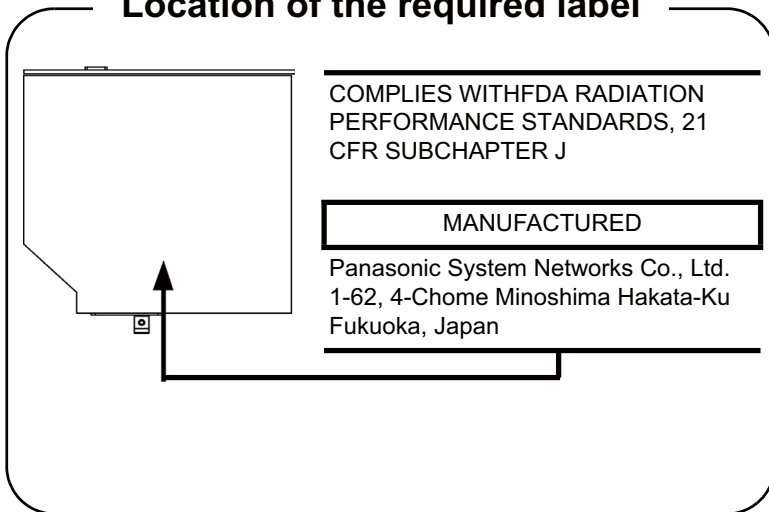 Location of the required label
COMPLIES WITHFDA RADIATION
PERFORMANCE STANDARDS, 21
CFR SUBCHAPTER J
MANUFACTURED
Panasonic System Networks Co., Ltd.
1-62, 4-Chome Minoshima Hakata-Ku
Fukuoka, Japan